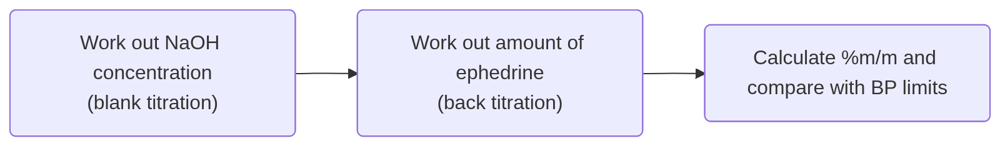 Work out NaOH
concentration
(blank titration)
Work out amount of
ephedrine
(back titration)
Calculate %m/m and
compare with BP limits